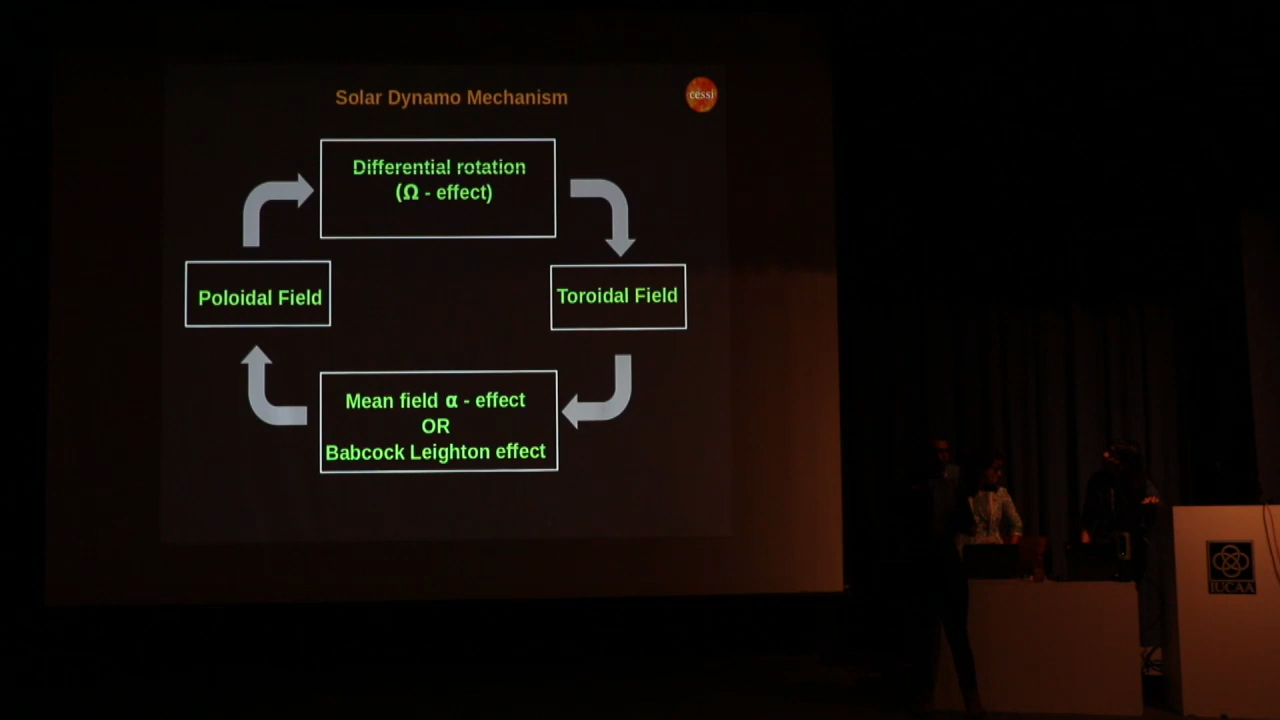 Solar Dynamo Mechanism
cessi
Differential rotation
(Ω - effect)
Poloidal Field
Toroidal Field
Mean field α - effect
OR
Babcock Leighton effect
IUCAA